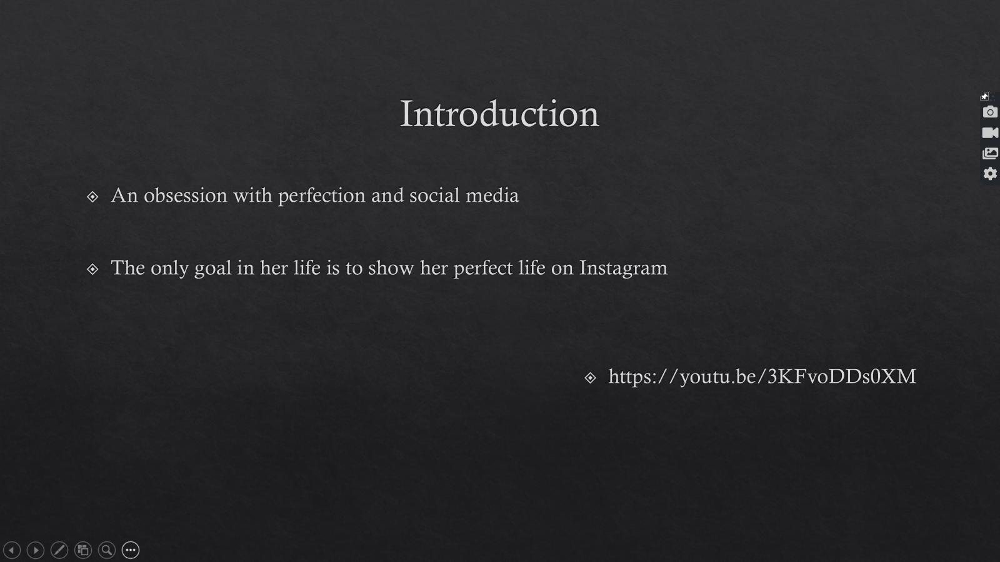 Introduction
An obsession with perfection and social media
The only goal in her life is to show her perfect life on Instagram
https://youtu.be/3KFvoDDs0XM